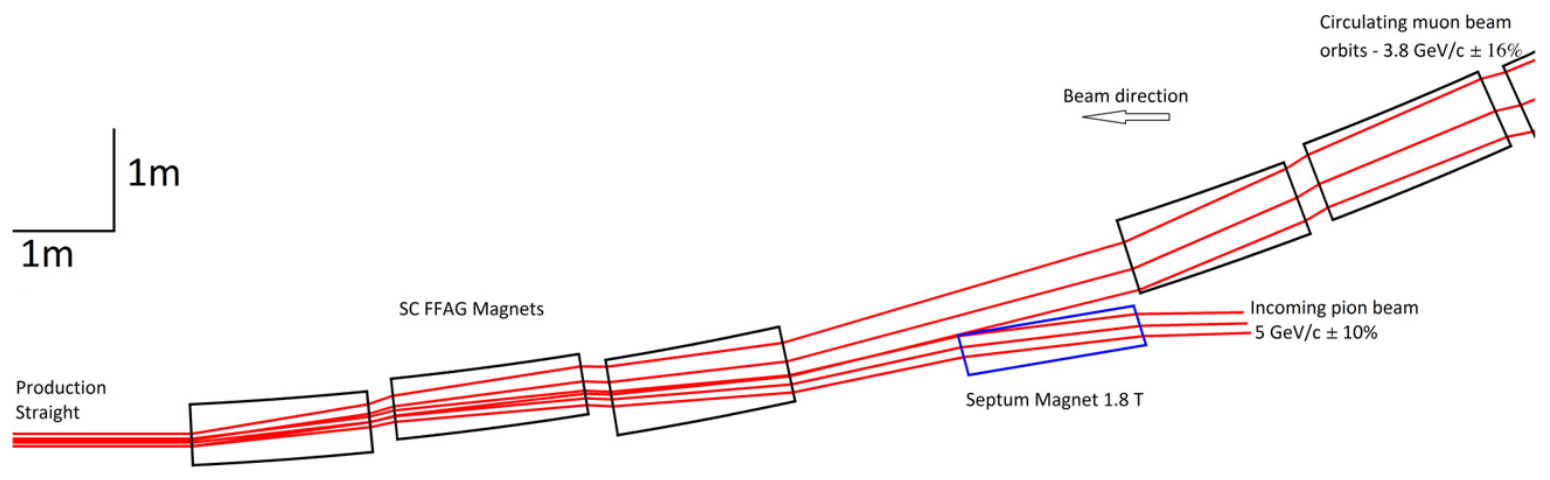 Circulating muon beam
orbits - 3.8 GeV/c ± 16%
Beam direction
1m
1m
SC FFAG Magnets
Incoming pion beam
5 GeV/c ± 10%
Production
Straight
Septum Magnet 1.8 T